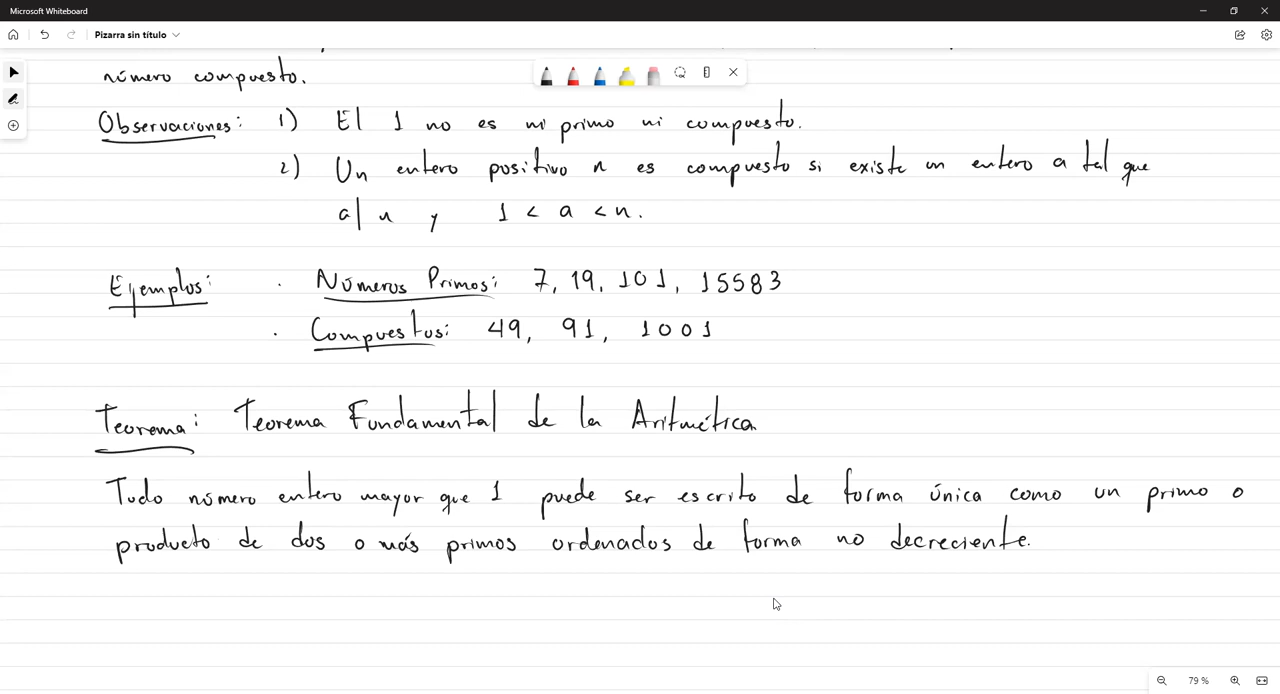 Microsoft Whiteboard
Pizarra sin título
número compuesto.
Observaciones: 1) El 1 no es ni primo ni compuesto.
2) Un entero positivo n es compuesto si existe un entero a tal que
a|n y 1 < a < n.
Ejemplos: · Números Primos: 7, 19, 101, 15583
· Compuestos: 49, 91, 1001
Teorema: Teorema Fundamental de la Aritmética
Todo número entero mayor que 1 puede ser escrito de forma única como un primo o
producto de dos o más primos ordenados de forma no decreciente.
79 %